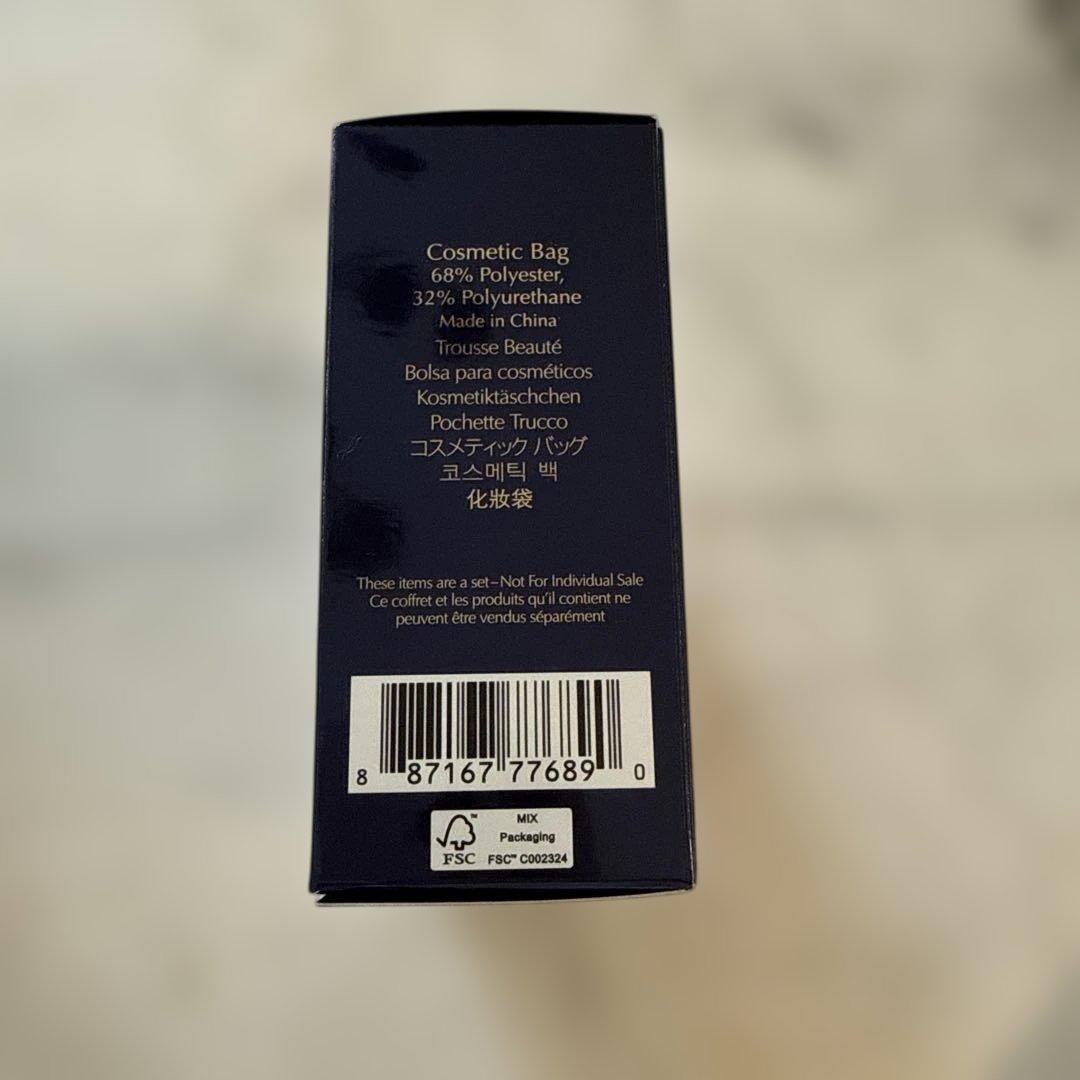 Cosmetic Bag
68% Polyester,
32% Polyurethane
Made in China
Trousse Beauté
Bolsa para cosméticos
Kosmetiktäschchen
Pochette Trucco
コスメティック バッグ
코스메틱 백
化妝袋
These items are a set–Not For Individual Sale
Ce coffret et les produits qu'il contient ne
peuvent être vendus séparément
8 87167 77689 0
MIX
Packaging
FSC™ C002324
™
FSC